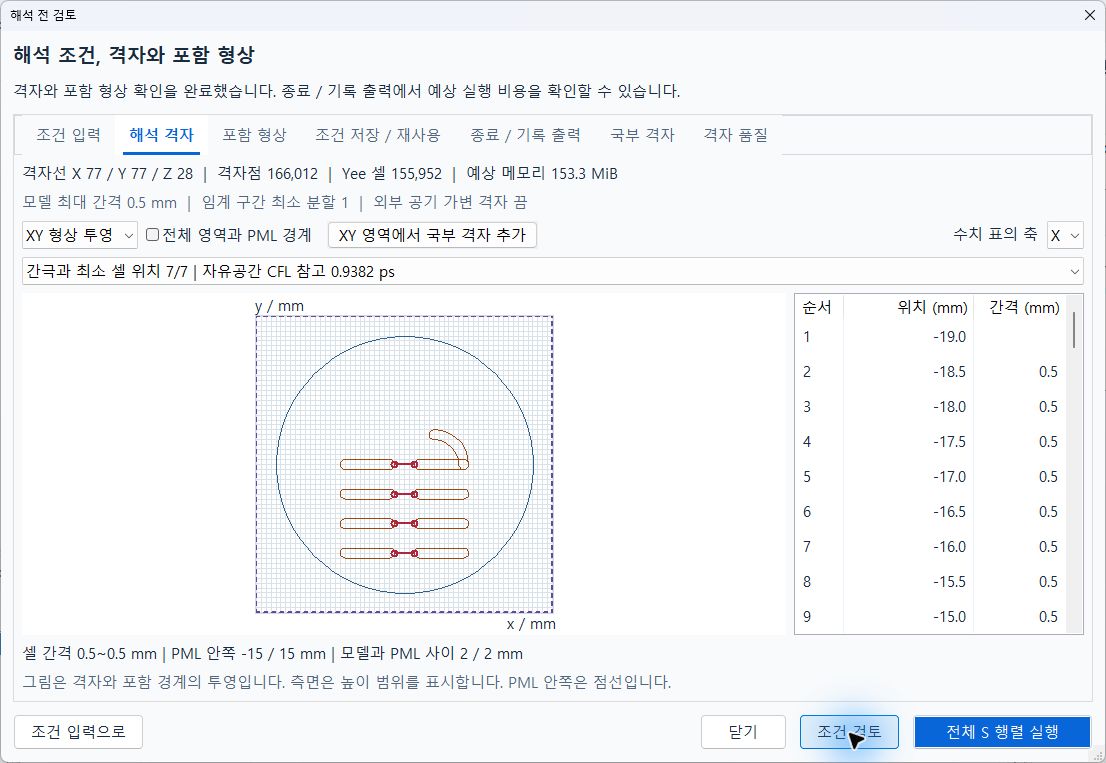 해석 전 검토
해석 조건, 격자와 포함 형상
격자와 포함 형상 확인을 완료했습니다. 종료 / 기록 출력에서 예상 실행 비용을 확인할 수 있습니다.
조건 입력 해석 격자 포함 형상 조건 저장 / 재사용 종료 / 기록 출력 국부 격자 격자 품질
격자선 X 77 / Y 77 / Z 28 | 격자점 166,012 | Yee 셀 155,952 | 예상 메모리 153.3 MiB
모델 최대 간격 0.5 mm | 임계 구간 최소 분할 1 | 외부 공기 가변 격자 끔
XY 형상 투영 전체 영역과 PML 경계 XY 영역에서 국부 격자 추가 수치 표의 축 X
간극과 최소 셀 위치 7/7 | 자유공간 CFL 참고 0.9382 ps
y / mm
x / mm
순서 위치 (mm) 간격 (mm)
1 -19.0
2 -18.5 0.5
3 -18.0 0.5
4 -17.5 0.5
5 -17.0 0.5
6 -16.5 0.5
7 -16.0 0.5
8 -15.5 0.5
9 -15.0 0.5
셀 간격 0.5~0.5 mm | PML 안쪽 -15 / 15 mm | 모델과 PML 사이 2 / 2 mm
그림은 격자와 포함 경계의 투영입니다. 측면은 높이 범위를 표시합니다. PML 안쪽은 점선입니다.
조건 입력으로 닫기 조건 검토 전체 S 행렬 실행